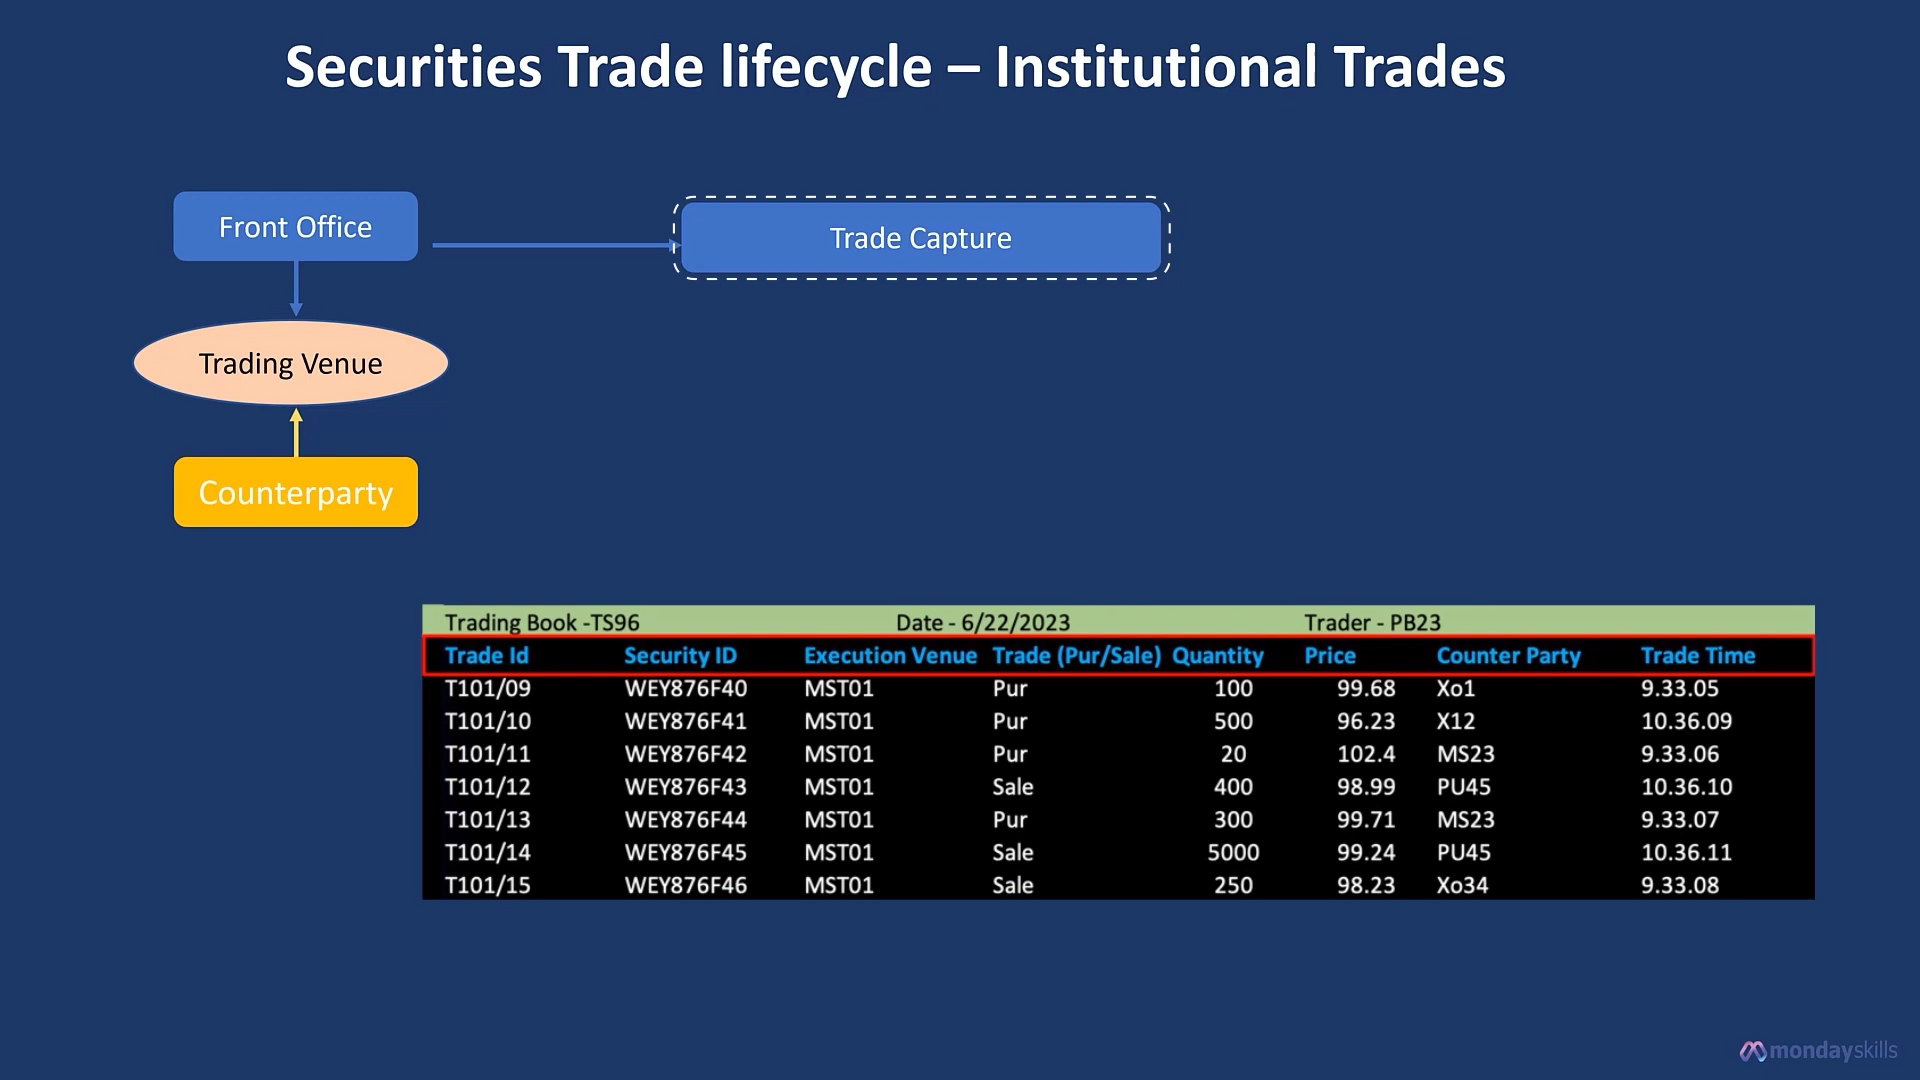 Securities Trade lifecycle – Institutional Trades
Front Office
Trade Capture
Trading Venue
Counterparty
Trading Book -TS96 Date - 6/22/2023 Trader - PB23
Trade Id Security ID Execution Venue Trade (Pur/Sale) Quantity Price Counter Party Trade Time
T101/09 WEY876F40 MST01 Pur 100 99.68 Xo1 9.33.05
T101/10 WEY876F41 MST01 Pur 500 96.23 X12 10.36.09
T101/11 WEY876F42 MST01 Pur 20 102.4 MS23 9.33.06
T101/12 WEY876F43 MST01 Sale 400 98.99 PU45 10.36.10
T101/13 WEY876F44 MST01 Pur 300 99.71 MS23 9.33.07
T101/14 WEY876F45 MST01 Sale 5000 99.24 PU45 10.36.11
T101/15 WEY876F46 MST01 Sale 250 98.23 Xo34 9.33.08
mondayskills